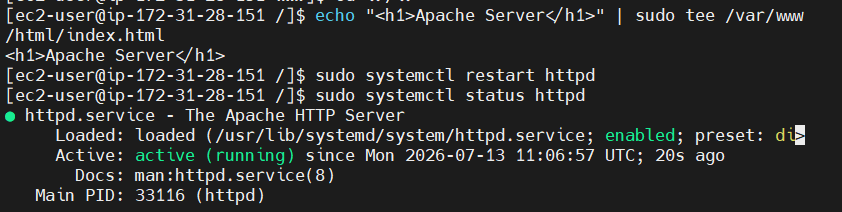 [ec2-user@ip-172-31-28-151 /]$ echo "<h1>Apache Server</h1>" | sudo tee /var/www
/html/index.html
<h1>Apache Server</h1>
[ec2-user@ip-172-31-28-151 /]$ sudo systemctl restart httpd
[ec2-user@ip-172-31-28-151 /]$ sudo systemctl status httpd
● httpd.service - The Apache HTTP Server
     Loaded: loaded (/usr/lib/systemd/system/httpd.service; enabled; preset: di>
     Active: active (running) since Mon 2026-07-13 11:06:57 UTC; 20s ago
       Docs: man:httpd.service(8)
   Main PID: 33116 (httpd)